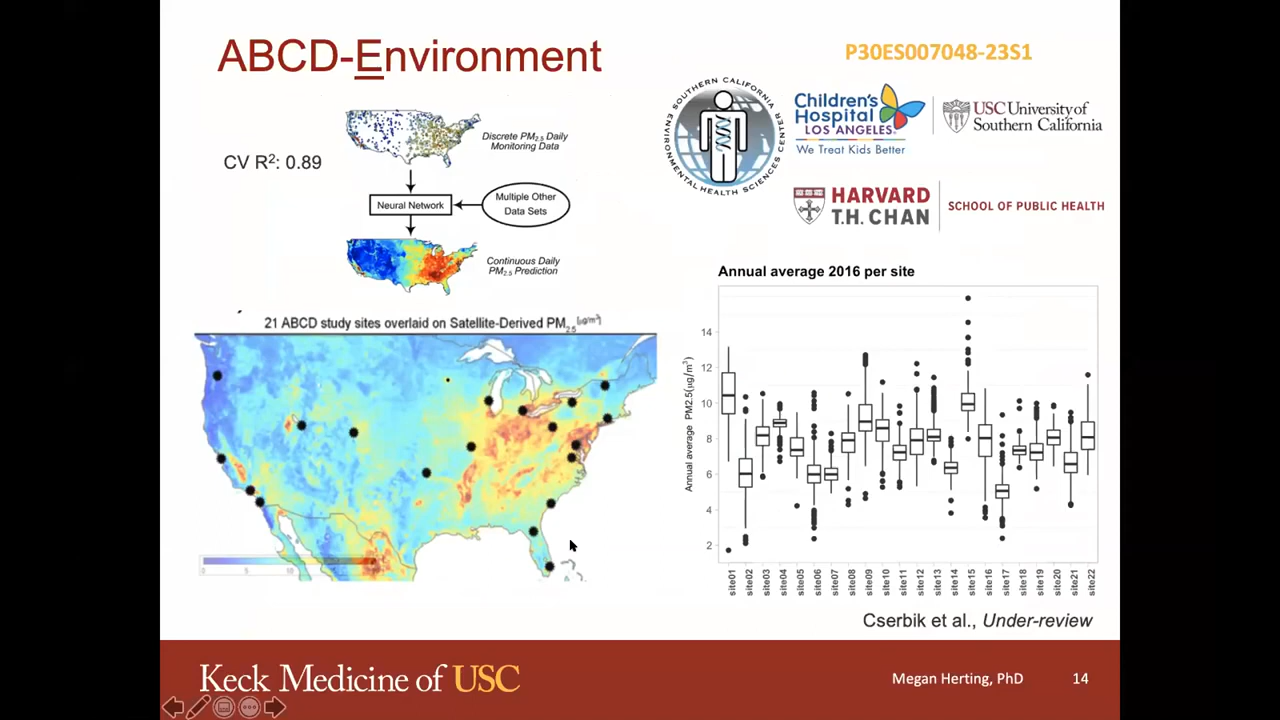 ABCD-Environment
P30ES007048-23S1
CV R²: 0.89
Discrete PM2.5 Daily
Monitoring Data
Neural Network
Multiple Other
Data Sets
Continuous Daily
PM2.5 Prediction
SOUTHERN CALIFORNIA
ENVIRONMENTAL HEALTH SCIENCES CENTER
Children's
Hospital
LOS ANGELES
We Treat Kids Better
USC University of
Southern California
HARVARD
T.H. CHAN
SCHOOL OF PUBLIC HEALTH
21 ABCD study sites overlaid on Satellite-Derived PM2.5 [µg/m³]
0 5 10
Annual average 2016 per site
Annual average PM2.5(µg/m³)
14
12
10
8
6
4
2
site01 site02 site03 site04 site05 site06 site07 site08 site09 site10 site11 site12 site13 site14 site15 site16 site17 site18 site19 site20 site21 site22
Cserbik et al., Under-review
Keck Medicine of USC
Megan Herting, PhD
14